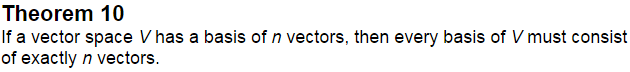 Theorem 10
If a vector space V has a basis of n vectors, then every basis of V must consist
of exactly n vectors.